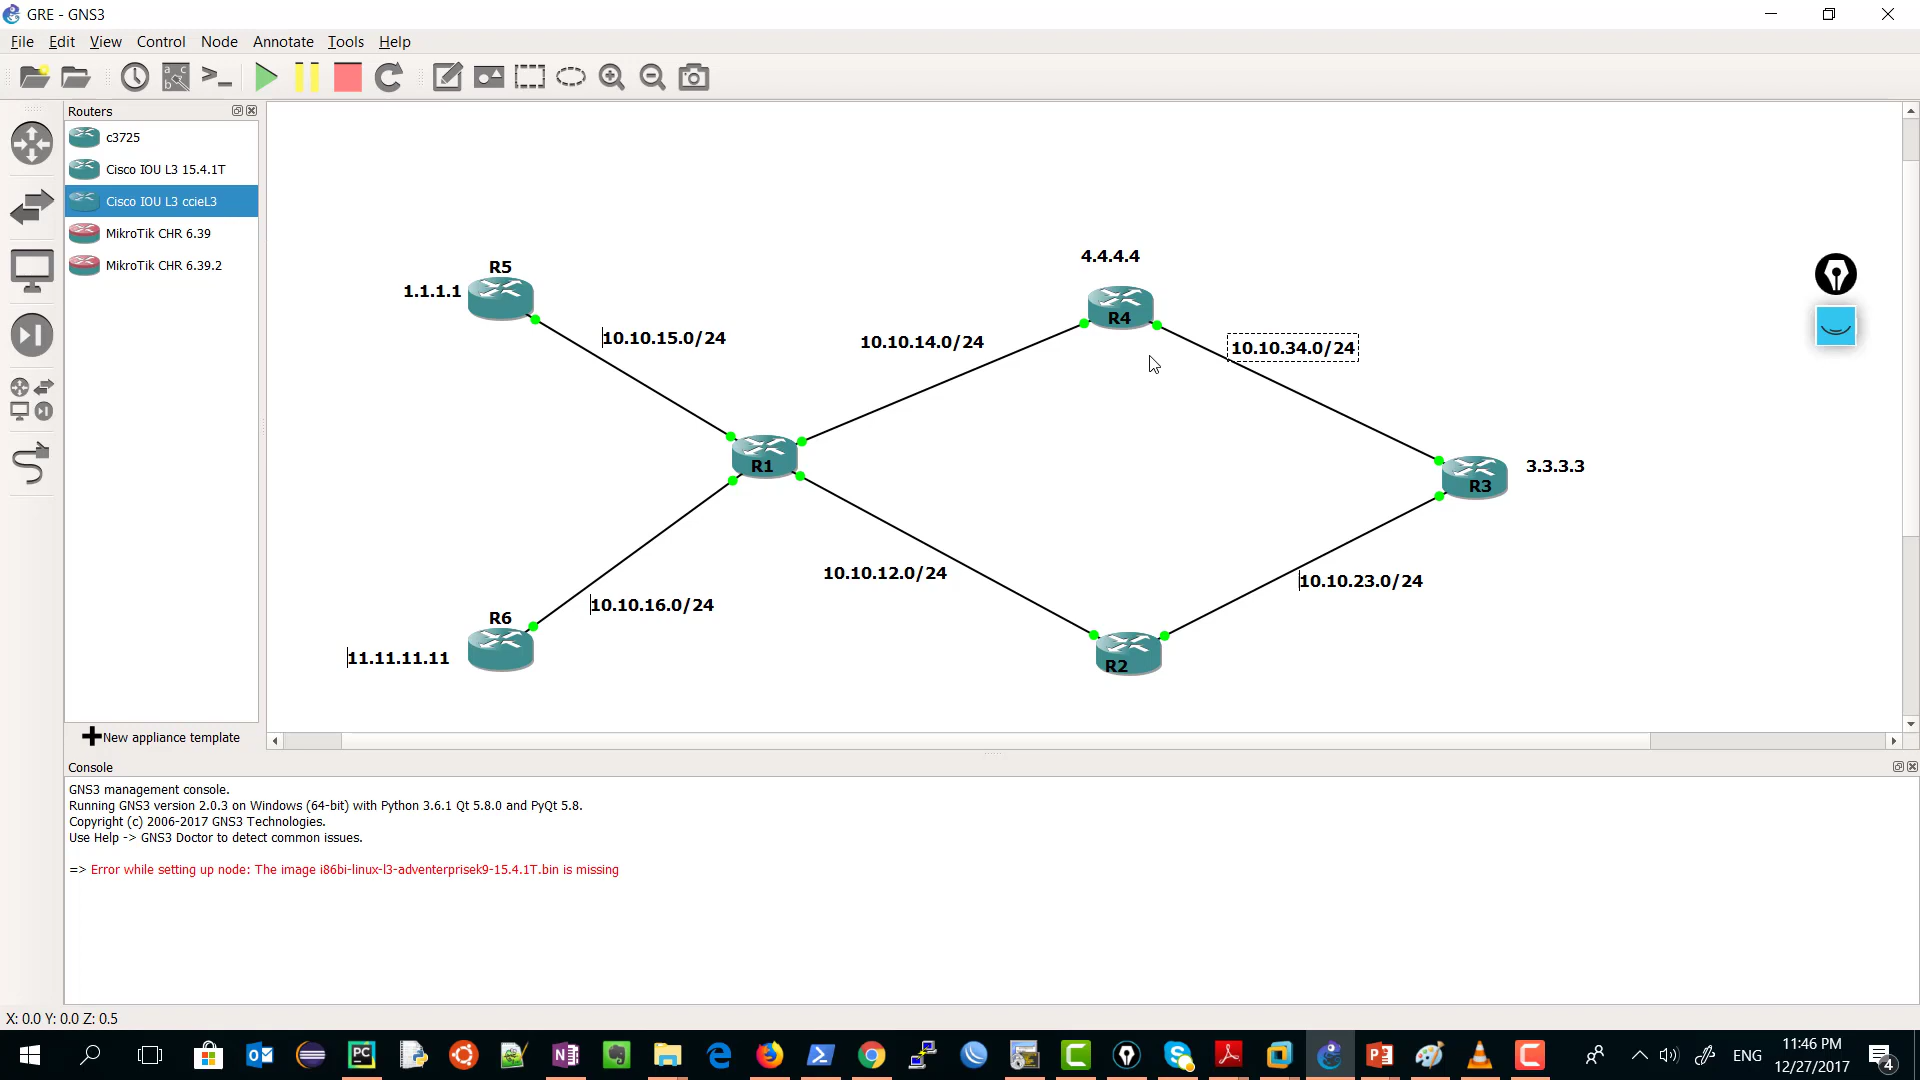 GRE - GNS3
File Edit View Control Node Annotate Tools Help
Routers
c3725
Cisco IOU L3 15.4.1T
Cisco IOU L3 ccieL3
MikroTik CHR 6.39
MikroTik CHR 6.39.2
New appliance template
4.4.4.4
R5
1.1.1.1
R4
10.10.15.0/24
10.10.14.0/24
10.10.34.0/24
R1
3.3.3.3
R3
10.10.12.0/24
10.10.23.0/24
10.10.16.0/24
R6
11.11.11.11
R2
Console
GNS3 management console.
Running GNS3 version 2.0.3 on Windows (64-bit) with Python 3.6.1 Qt 5.8.0 and PyQt 5.8.
Copyright (c) 2006-2017 GNS3 Technologies.
Use Help -> GNS3 Doctor to detect common issues.
=> Error while setting up node: The image i86bi-linux-l3-adventerprisek9-15.4.1T.bin is missing
X: 0.0 Y: 0.0 Z: 0.5
ENG
11:46 PM
12/27/2017
4